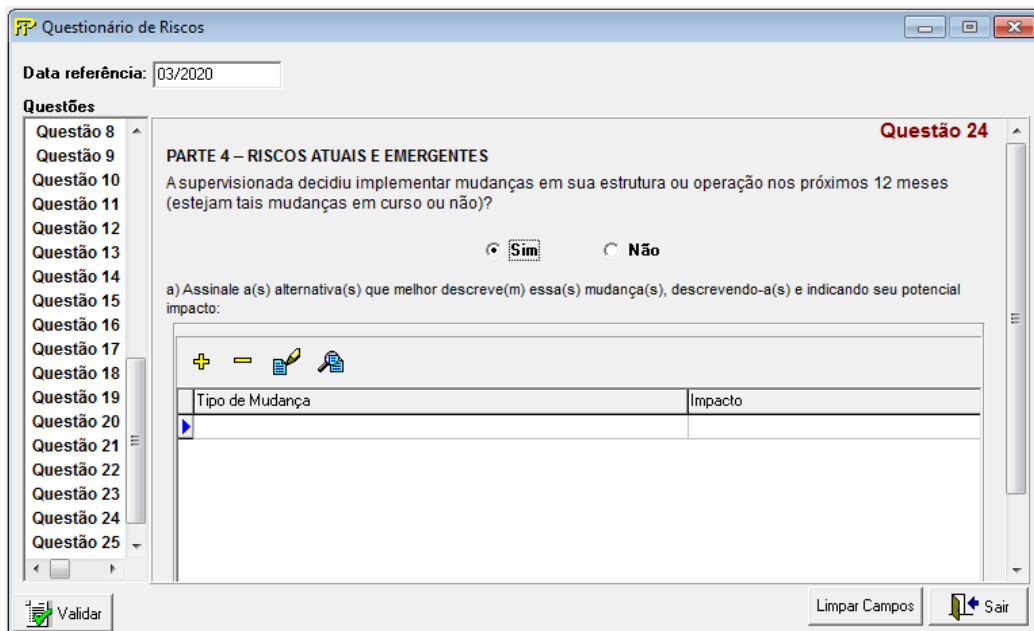 FIP Questionário de Riscos
Data referência: 03/2020
Questões
Questão 8
Questão 9
Questão 10
Questão 11
Questão 12
Questão 13
Questão 14
Questão 15
Questão 16
Questão 17
Questão 18
Questão 19
Questão 20
Questão 21
Questão 22
Questão 23
Questão 24
Questão 25
Questão 24
PARTE 4 – RISCOS ATUAIS E EMERGENTES
A supervisionada decidiu implementar mudanças em sua estrutura ou operação nos próximos 12 meses
(estejam tais mudanças em curso ou não)?
Sim Não
a) Assinale a(s) alternativa(s) que melhor descreve(m) essa(s) mudança(s), descrevendo-a(s) e indicando seu potencial
impacto:
Tipo de Mudança Impacto
Validar Limpar Campos Sair